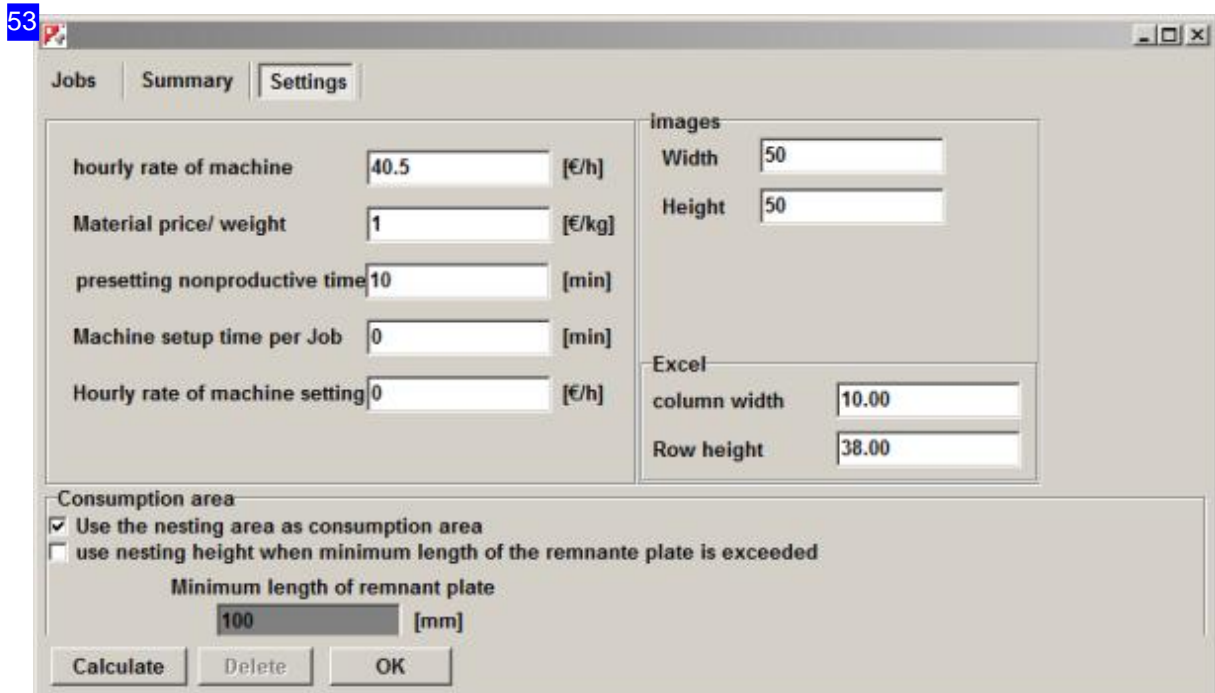 53
Jobs Summary Settings
hourly rate of machine 40.5 [€/h]
Material price/ weight 1 [€/kg]
presetting nonproductive time 10 [min]
Machine setup time per Job 0 [min]
Hourly rate of machine setting 0 [€/h]
images
Width 50
Height 50
Excel
column width 10.00
Row height 38.00
Consumption area
Use the nesting area as consumption area
use nesting height when minimum length of the remnante plate is exceeded
Minimum length of remnant plate
100 [mm]
Calculate Delete OK